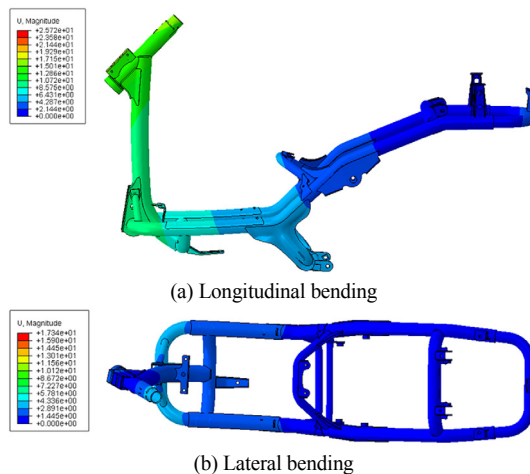 U, Magnitude
+2.572e+01
+2.358e+01
+2.144e+01
+1.929e+01
+1.715e+01
+1.501e+01
+1.286e+01
+1.072e+01
+8.575e+00
+6.431e+00
+4.287e+00
+2.144e+00
+0.000e+00
(a) Longitudinal bending
U, Magnitude
+1.734e+01
+1.590e+01
+1.445e+01
+1.301e+01
+1.156e+01
+1.012e+01
+8.672e+00
+7.227e+00
+5.781e+00
+4.336e+00
+2.891e+00
+1.445e+00
+0.000e+00
(b) Lateral bending